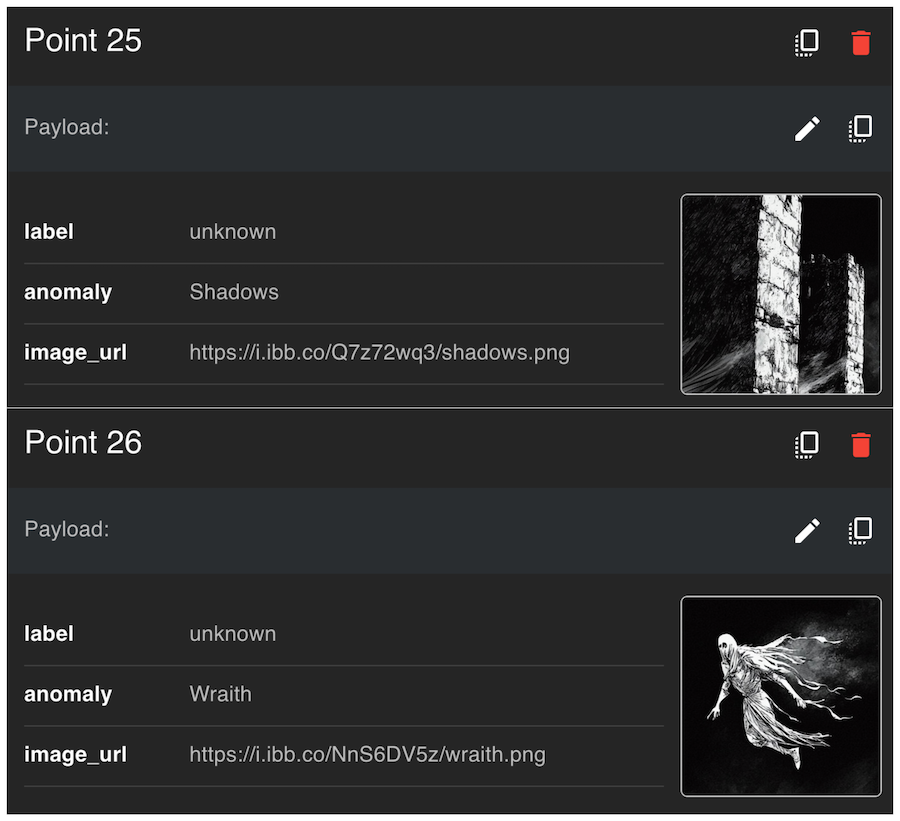 Point 25
Payload:
label unknown
anomaly Shadows
image_url https://i.ibb.co/Q7z72wq3/shadows.png
Point 26
Payload:
label unknown
anomaly Wraith
image_url https://i.ibb.co/NnS6DV5z/wraith.png